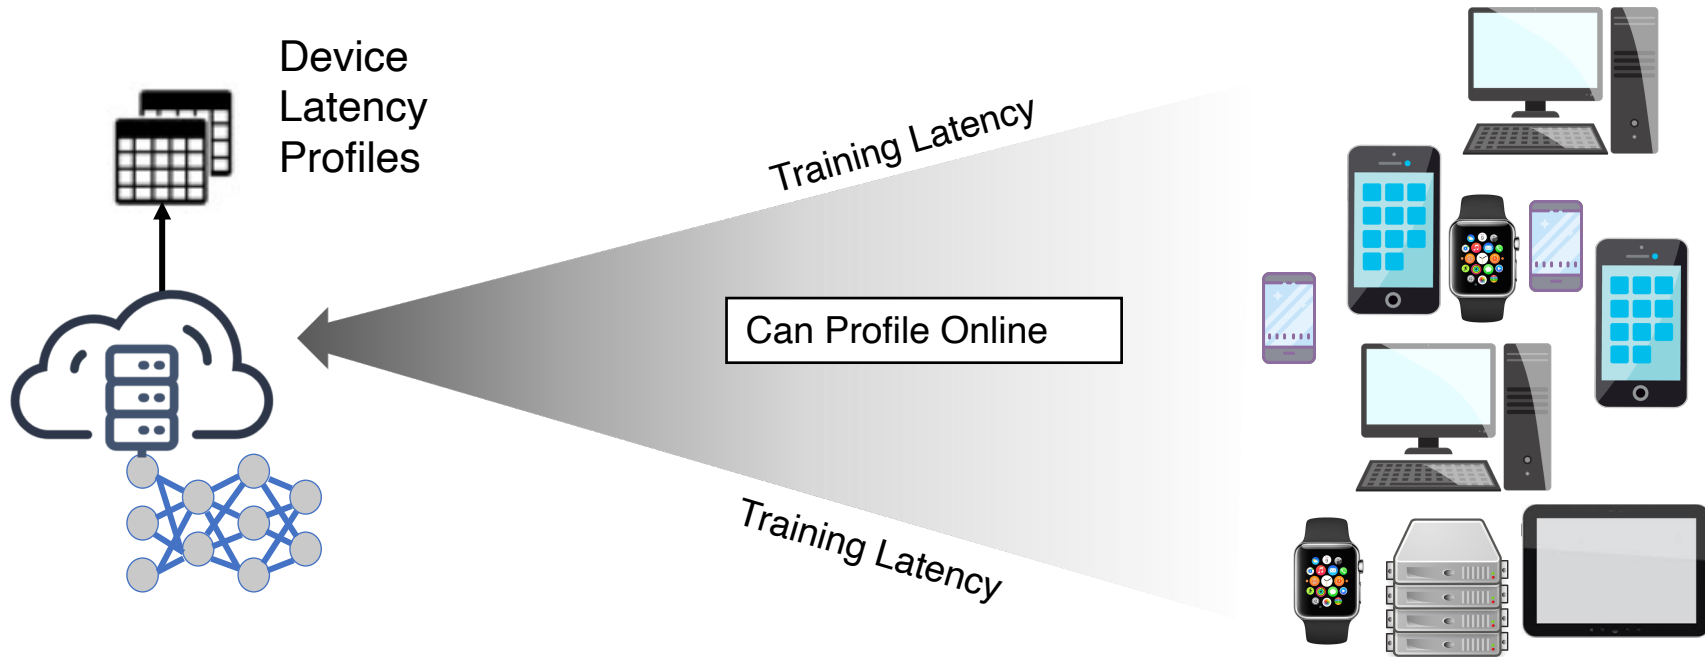 Device
Latency
Profiles
Training Latency
Can Profile Online
Training Latency